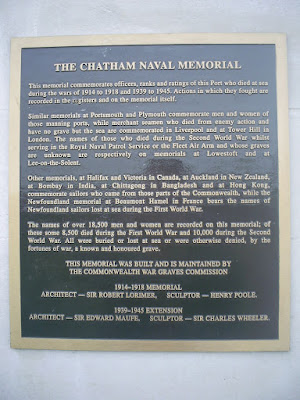 THE CHATHAM NAVAL MEMORIAL
This memorial commemorates officers, ranks and ratings of this Port who died at sea
during the wars of 1914 to 1918 and 1939 to 1945. Actions in which they fought are
recorded in the registers and on the memorial itself.
Similar memorials at Portsmouth and Plymouth commemorate men and women of
those manning ports, while merchant seamen who died from enemy action and
have no grave but the sea are commemorated in Liverpool and at Tower Hill in
London. The names of those who died during the Second World War whilst
serving in the Royal Naval Patrol Service or the Fleet Air Arm and whose graves
are unknown are respectively on memorials at Lowestoft and at
Lee-on-the-Solent.
Other memorials, at Halifax and Victoria in Canada, at Auckland in New Zealand,
at Bombay in India, at Chittagong in Bangladesh and at Hong Kong,
commemorate sailors who came from those parts of the Commonwealth, while the
Newfoundland memorial at Beaumont Hamel in France bears the names of
Newfoundland sailors lost at sea during the First World War.
The names of over 18,500 men and women are recorded on this memorial; of
these some 8,500 died during the First World War and 10,000 during the Second
World War. All were buried or lost at sea or were otherwise denied, by the
fortunes of war, a known and honoured grave.
THIS MEMORIAL WAS BUILT AND IS MAINTAINED BY
THE COMMONWEALTH WAR GRAVES COMMISSION
1914–1918 MEMORIAL
ARCHITECT — SIR ROBERT LORIMER, SCULPTOR — HENRY POOLE.
1939–1945 EXTENSION
ARCHITECT — SIR EDWARD MAUFE, SCULPTOR — SIR CHARLES WHEELER.